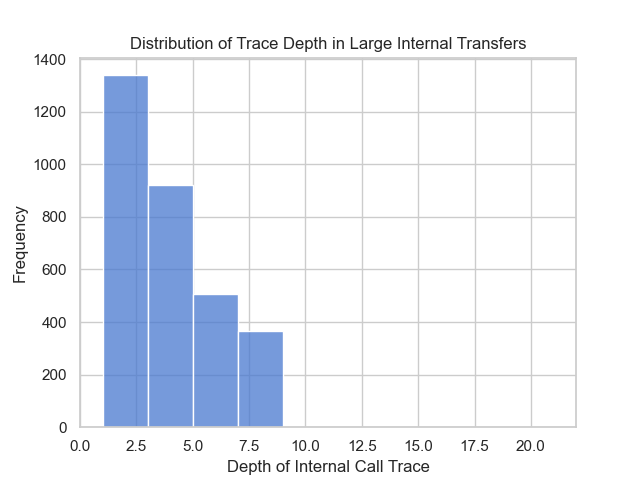 Distribution of Trace Depth in Large Internal Transfers
1400
1200
1000
800
600
400
200
0
Frequency
0.0 2.5 5.0 7.5 10.0 12.5 15.0 17.5 20.0
Depth of Internal Call Trace